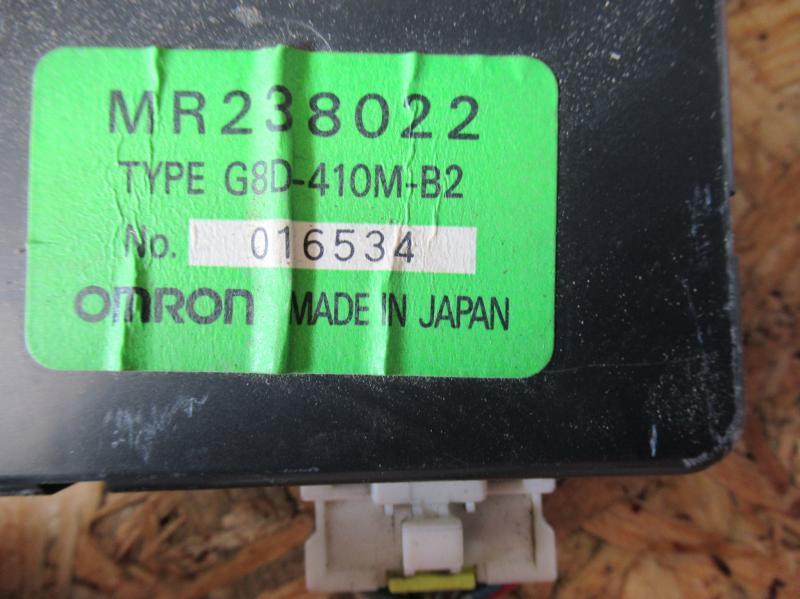 MR238022
TYPE G8D-410M-B2
No. 016534
OMRON MADE IN JAPAN